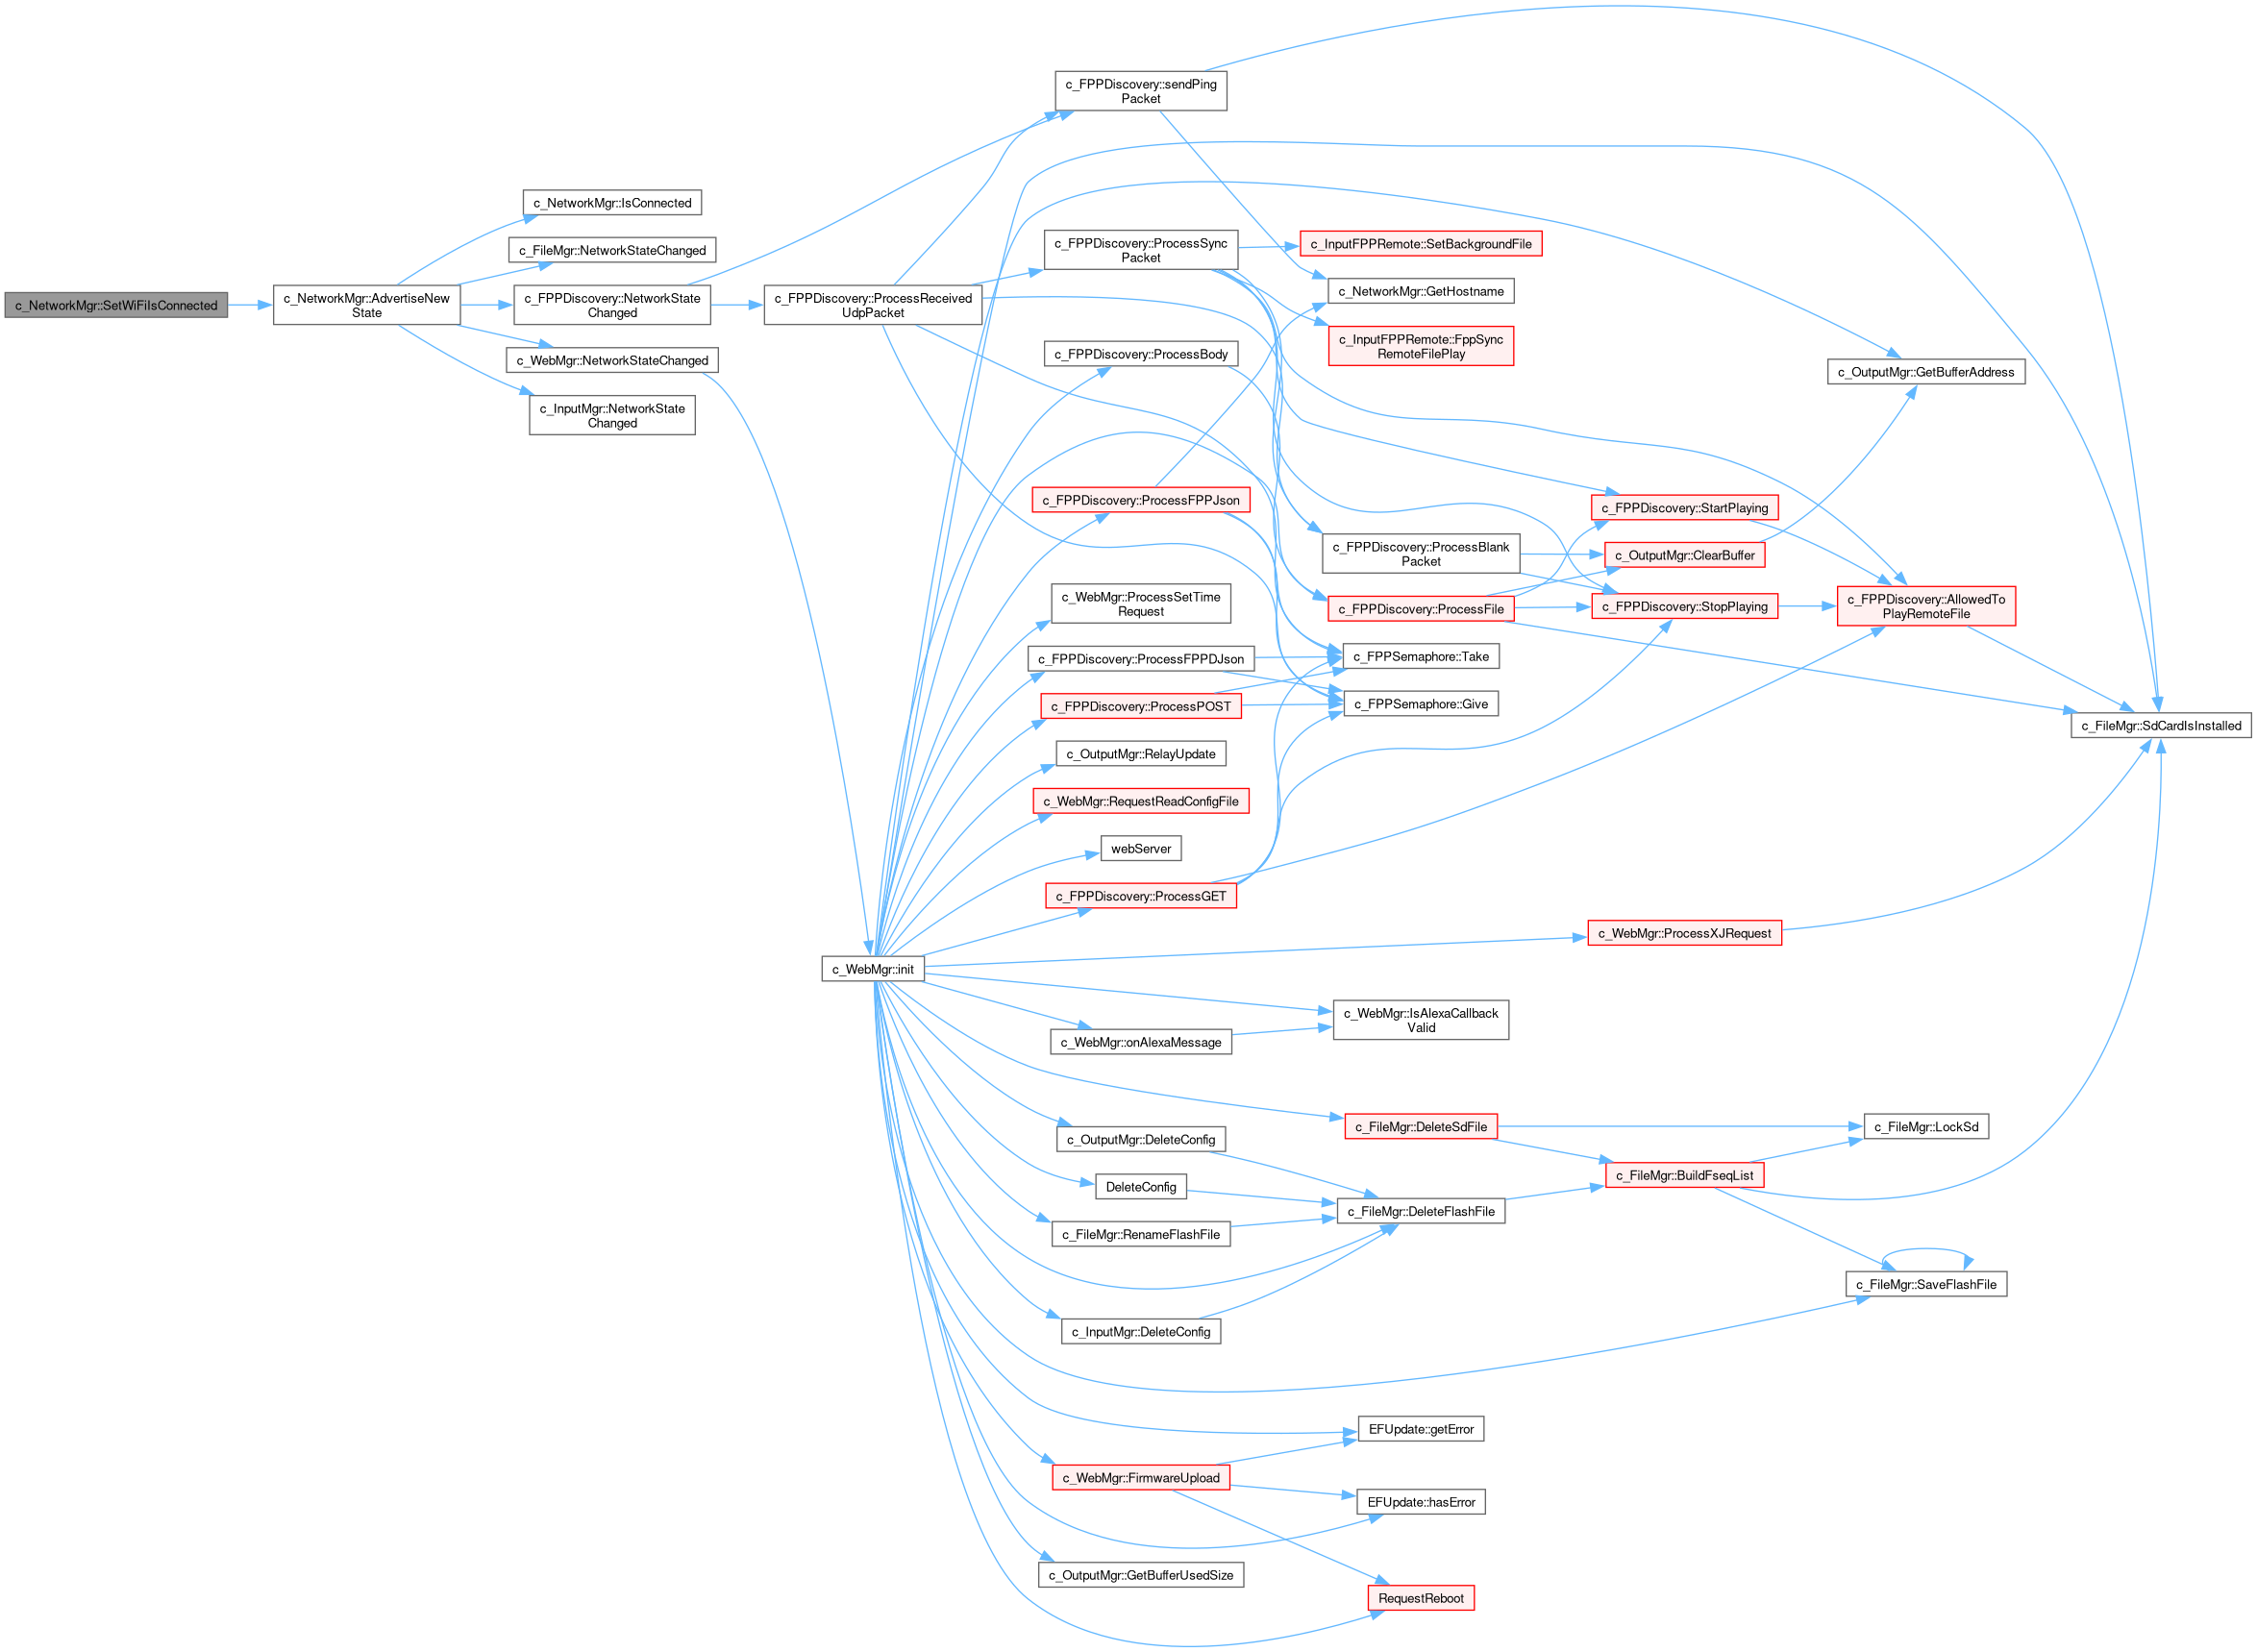 c_NetworkMgr::SetWiFiIsConnected
c_NetworkMgr::AdvertiseNew
State
c_NetworkMgr::IsConnected
c_FileMgr::NetworkStateChanged
c_FPPDiscovery::NetworkState
Changed
c_WebMgr::NetworkStateChanged
c_InputMgr::NetworkState
Changed
c_FPPDiscovery::ProcessReceived
UdpPacket
c_WebMgr::init
c_FPPDiscovery::sendPing
Packet
c_FPPDiscovery::ProcessSync
Packet
c_FPPDiscovery::ProcessBody
c_FPPDiscovery::ProcessFPPJson
c_WebMgr::ProcessSetTime
Request
c_FPPDiscovery::ProcessFPPDJson
c_FPPDiscovery::ProcessPOST
c_OutputMgr::RelayUpdate
c_WebMgr::RequestReadConfigFile
webServer
c_FPPDiscovery::ProcessGET
c_WebMgr::onAlexaMessage
c_OutputMgr::DeleteConfig
DeleteConfig
c_FileMgr::RenameFlashFile
c_InputMgr::DeleteConfig
c_WebMgr::FirmwareUpload
c_OutputMgr::GetBufferUsedSize
c_InputFPPRemote::SetBackgroundFile
c_NetworkMgr::GetHostname
c_InputFPPRemote::FppSync
RemoteFilePlay
c_FPPDiscovery::ProcessBlank
Packet
c_FPPDiscovery::ProcessFile
c_FPPSemaphore::Take
c_FPPSemaphore::Give
c_WebMgr::IsAlexaCallback
Valid
c_FileMgr::DeleteSdFile
c_FileMgr::DeleteFlashFile
EFUpdate::getError
EFUpdate::hasError
RequestReboot
c_FPPDiscovery::StartPlaying
c_OutputMgr::ClearBuffer
c_FPPDiscovery::StopPlaying
c_WebMgr::ProcessXJRequest
c_FileMgr::BuildFseqList
c_OutputMgr::GetBufferAddress
c_FPPDiscovery::AllowedTo
PlayRemoteFile
c_FileMgr::LockSd
c_FileMgr::SaveFlashFile
c_FileMgr::SdCardIsInstalled